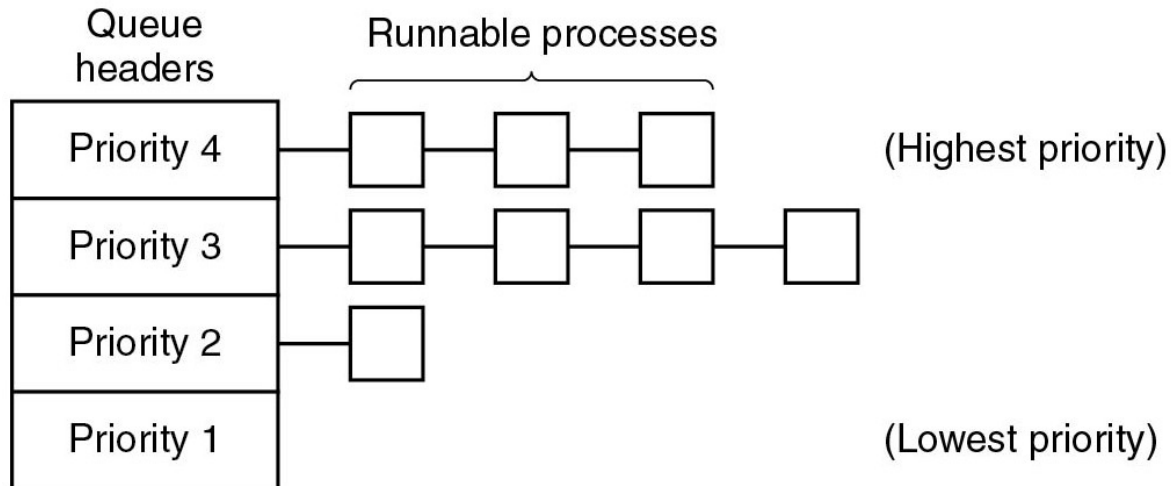 Queue
headers
Runnable processes
Priority 4
(Highest priority)
Priority 3
Priority 2
Priority 1
(Lowest priority)